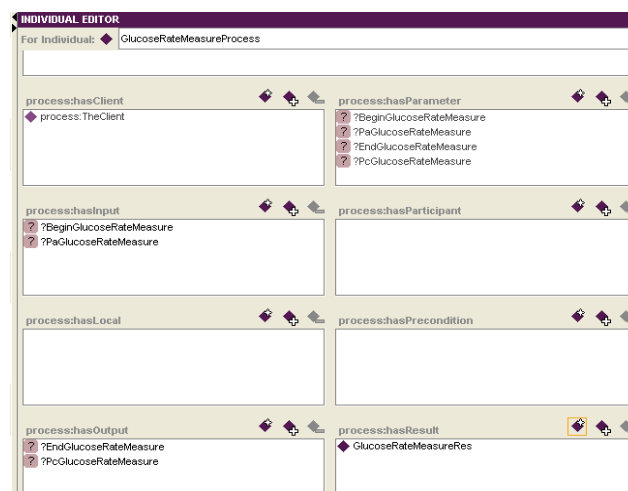 INDIVIDUAL EDITOR
For Individual: GlucoseRateMeasureProcess
process:hasClient
process:TheClient
process:hasParameter
? ?BeginGlucoseRateMeasure
? ?PaGlucoseRateMeasure
? ?EndGlucoseRateMeasure
? ?PcGlucoseRateMeasure
process:hasInput
? ?BeginGlucoseRateMeasure
? ?PaGlucoseRateMeasure
process:hasParticipant
process:hasLocal
process:hasPrecondition
process:hasOutput
? ?EndGlucoseRateMeasure
? ?PcGlucoseRateMeasure
process:hasResult
GlucoseRateMeasureRes